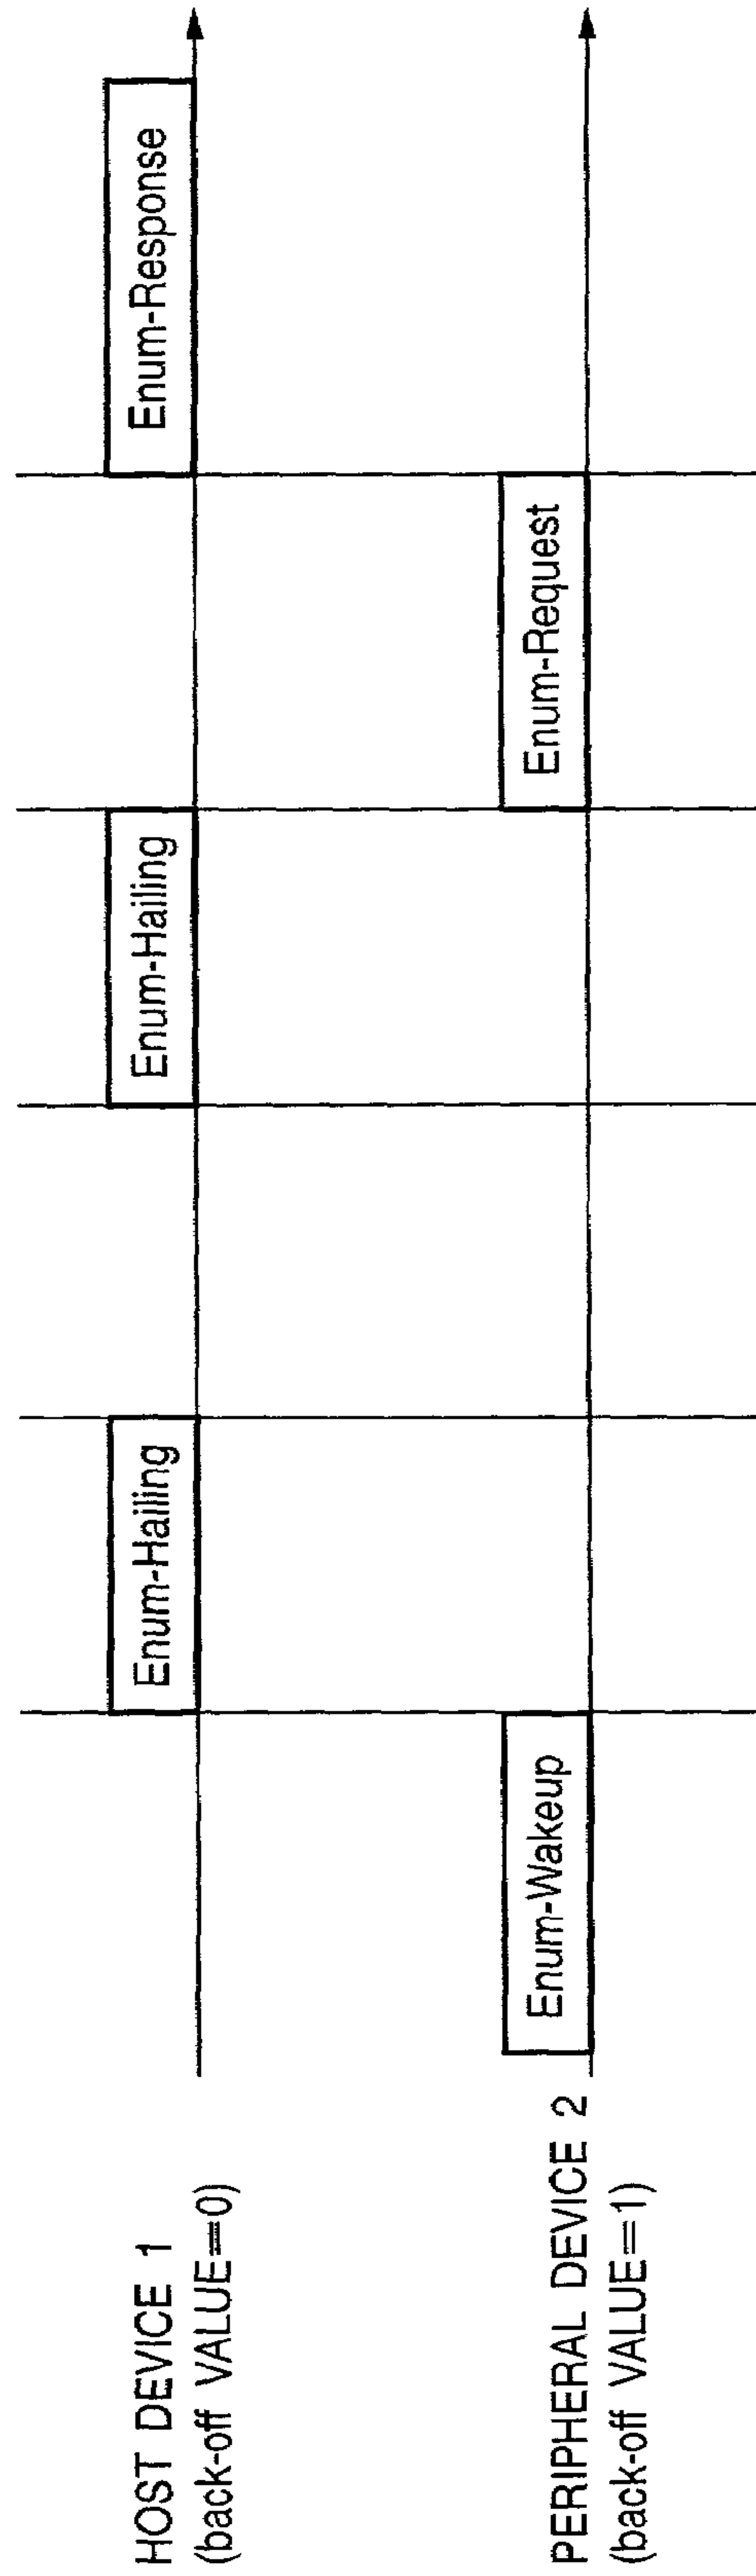 HOST DEVICE 1
(back-off VALUE=0)
Enum-Hailing
Enum-Hailing
Enum-Response
PERIPHERAL DEVICE 2
(back-off VALUE=1)
Enum-Wakeup
Enum-Request